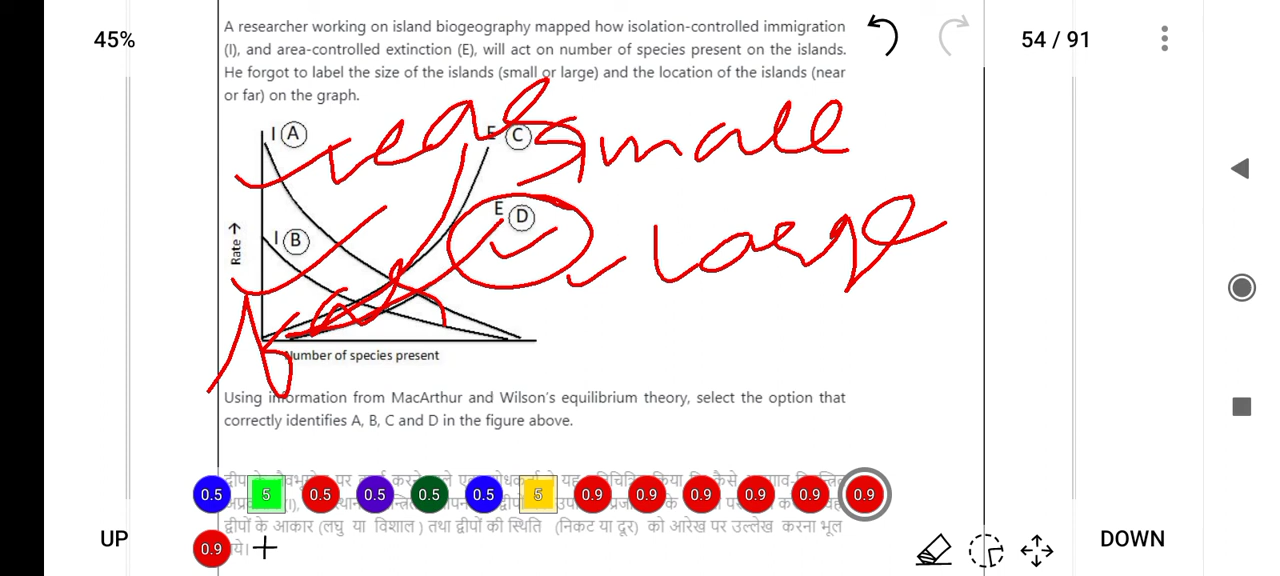 45%
54 / 91
A researcher working on island biogeography mapped how isolation-controlled immigration
(I), and area-controlled extinction (E), will act on number of species present on the islands.
He forgot to label the size of the islands (small or large) and the location of the islands (near
or far) on the graph.
I A
E C
small
E D
large
I B
Rate →
Number of species present
Using information from MacArthur and Wilson's equilibrium theory, select the option that
correctly identifies A, B, C and D in the figure above.
0.5 5 0.5 0.5 0.5 0.5 5 0.9 0.9 0.9 0.9 0.9 0.9
द्वीपों के आकार (लघु या विशाल) तथा द्वीपों की स्थिति (निकट या दूर) को आरेख पर उल्लेख करना भूल
0.9
UP
DOWN